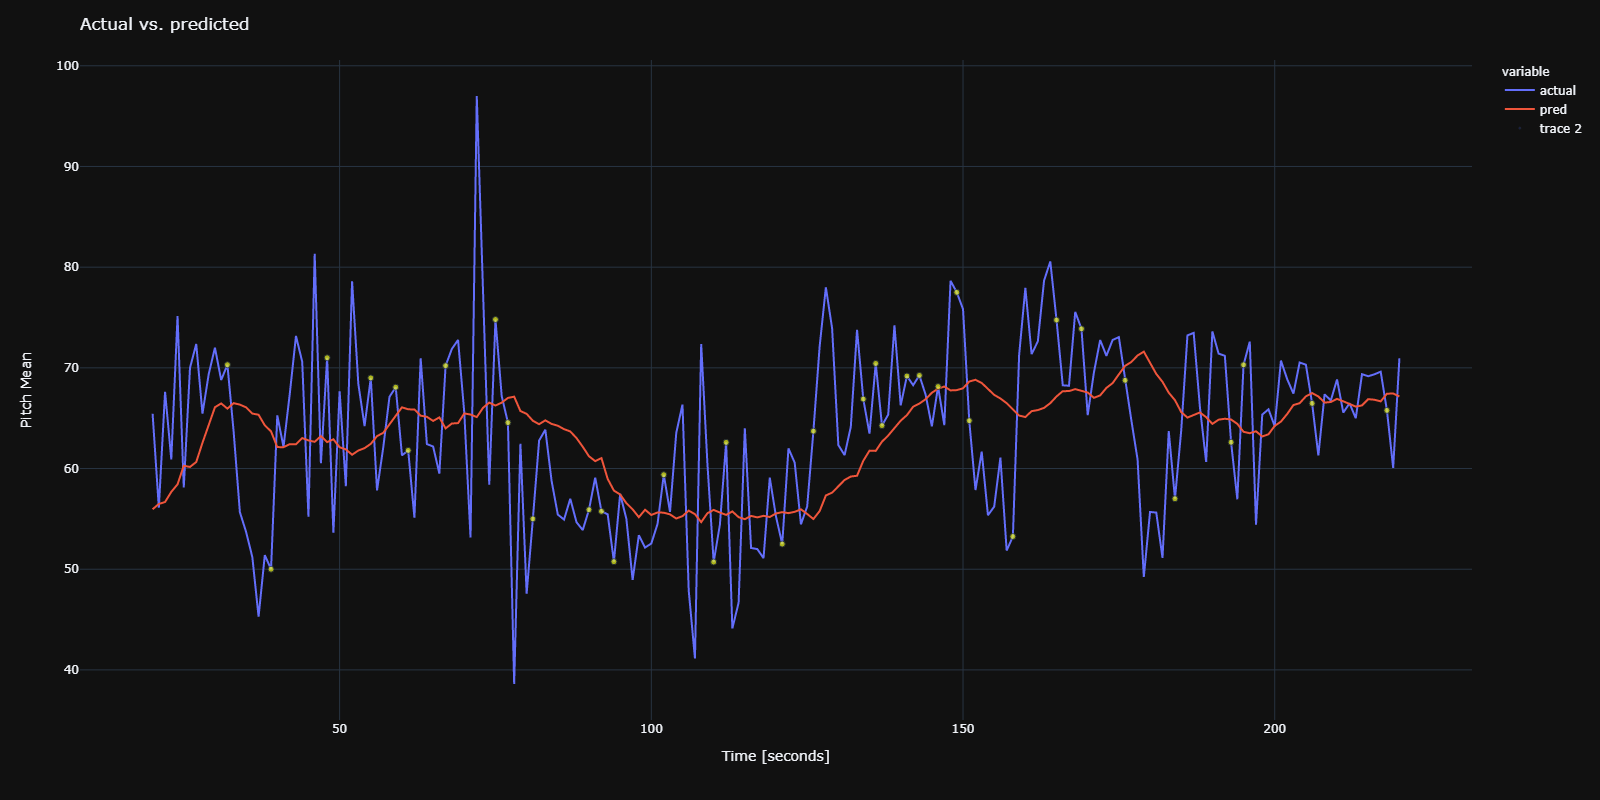 Actual vs. predicted
variable
actual
pred
trace 2
Pitch Mean
100
90
80
70
60
50
40
50
100
150
200
Time [seconds]